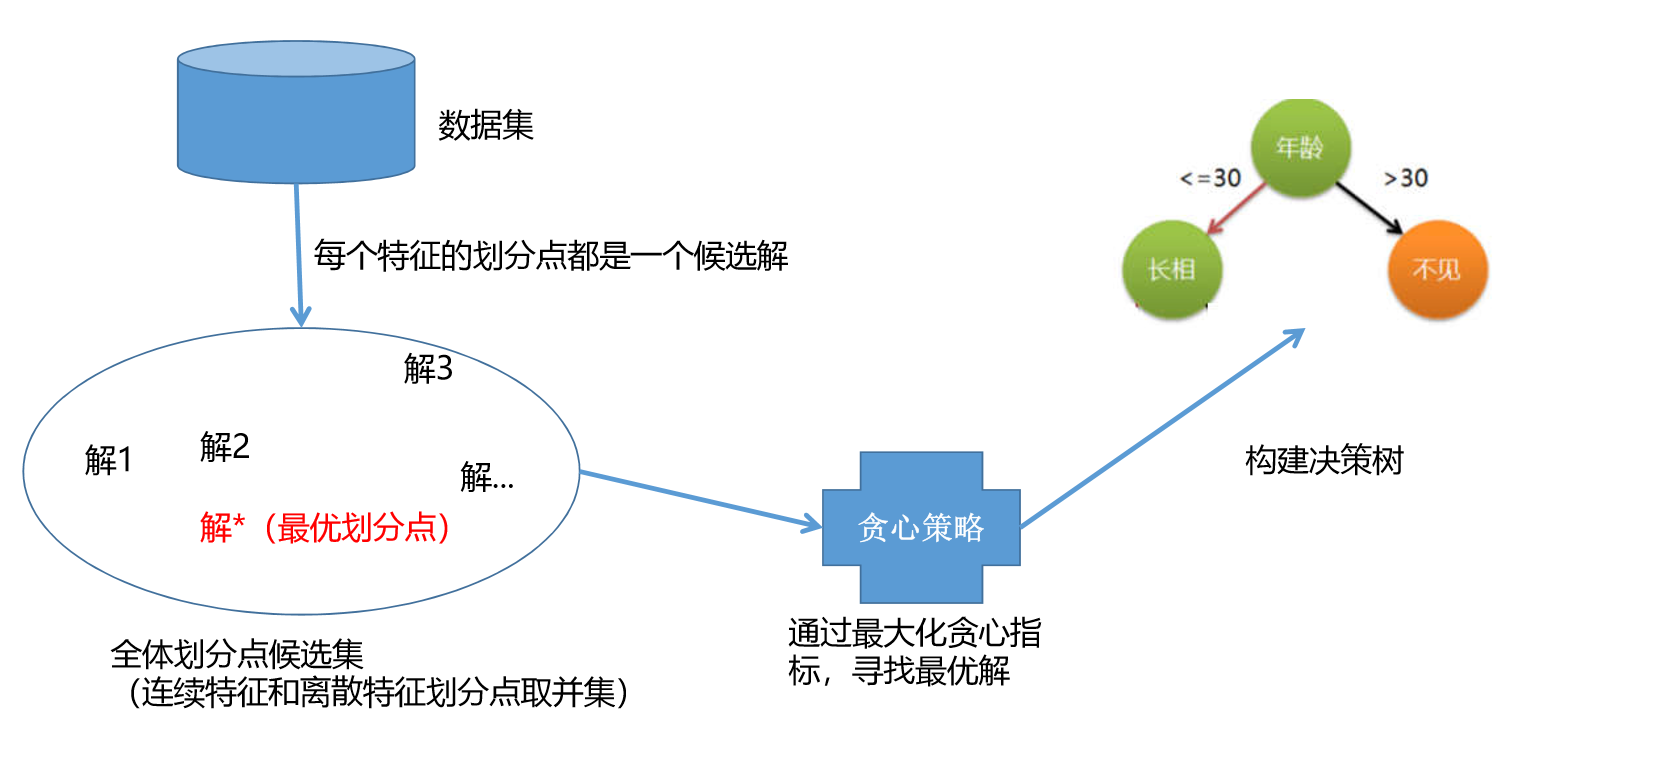 数据集
每个特征的划分点都是一个候选解
解3
解1
解2
解...
解*（最优划分点）
全体划分点候选集
（连续特征和离散特征划分点取并集）
贪心策略
通过最大化贪心指
标，寻找最优解
构建决策树
年龄
<=30
>30
长相
不见